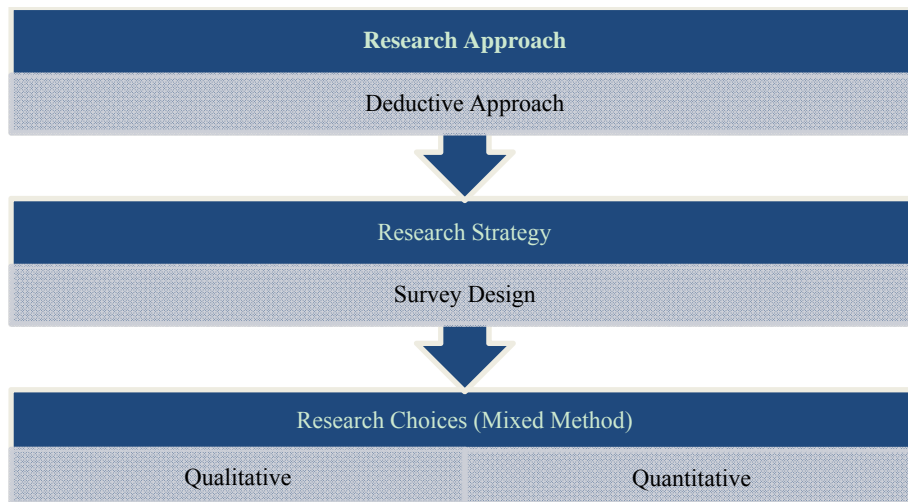 Research Approach
Deductive Approach
Research Strategy
Survey Design
Research Choices (Mixed Method)
Qualitative
Quantitative